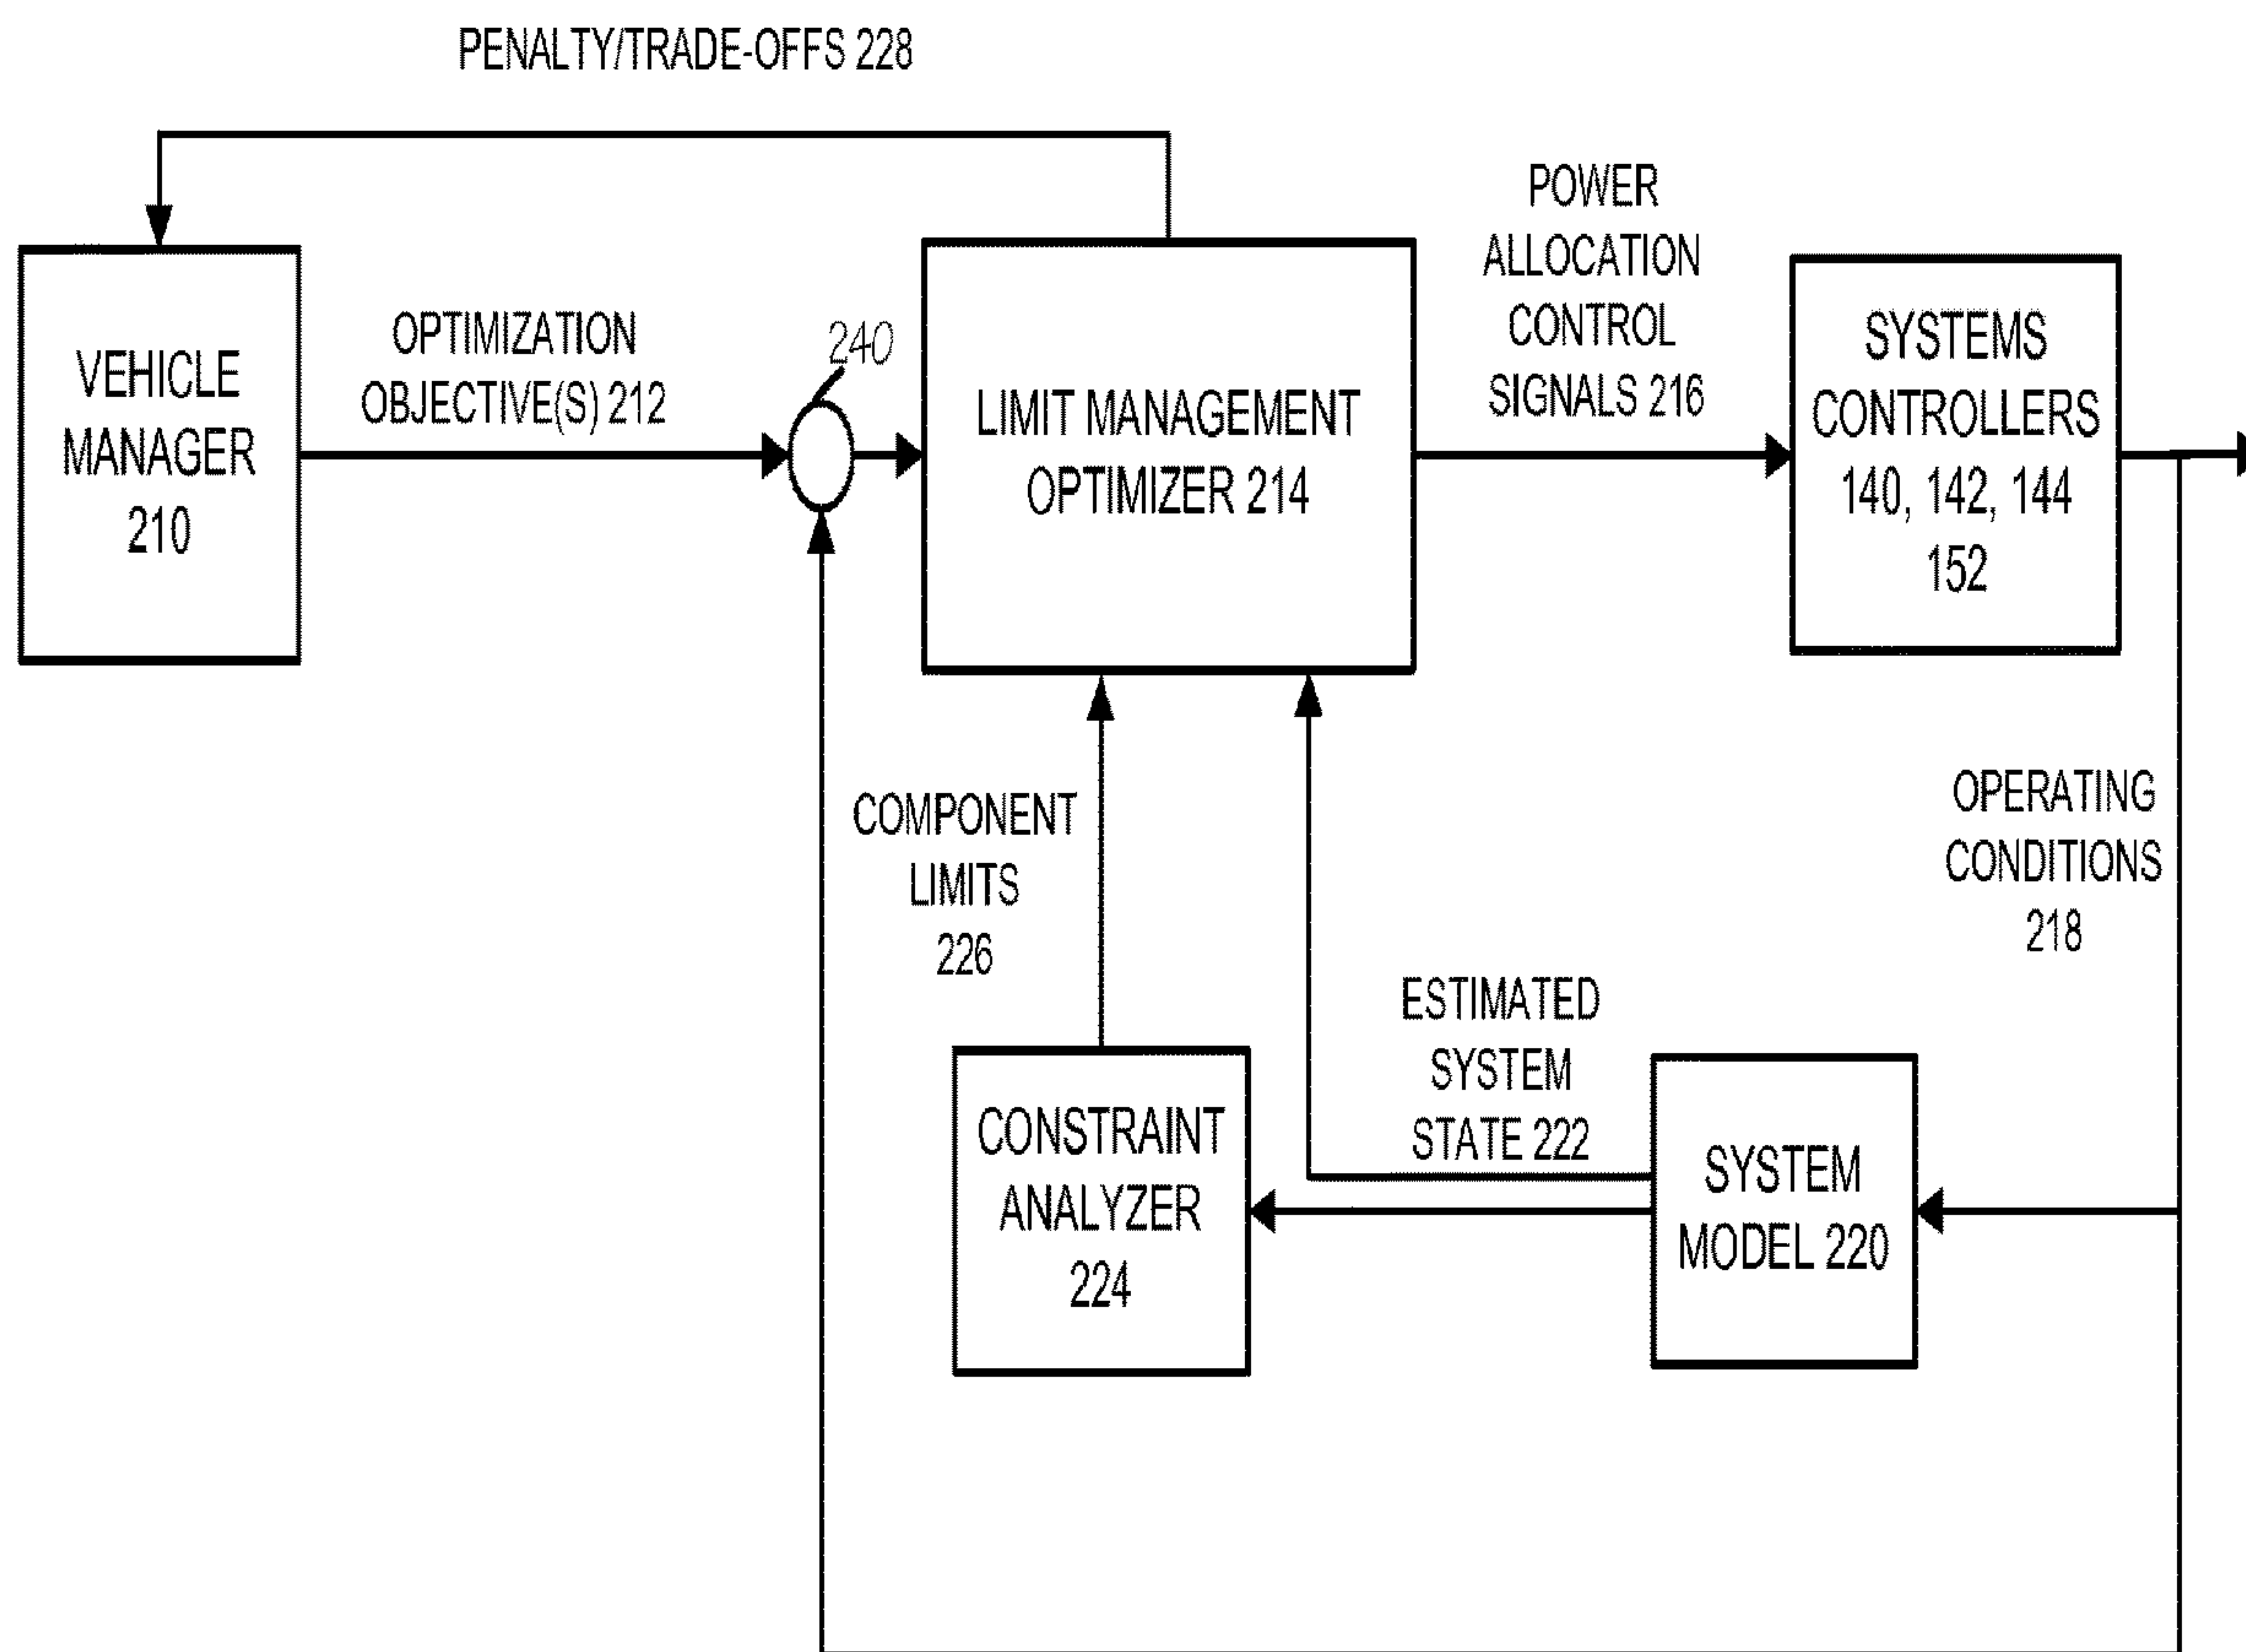 PENALTY/TRADE-OFFS 228
VEHICLE
MANAGER
210
OPTIMIZATION
OBJECTIVE(S) 212
240
LIMIT MANAGEMENT
OPTIMIZER 214
POWER
ALLOCATION
CONTROL
SIGNALS 216
SYSTEMS
CONTROLLERS
140, 142, 144
152
COMPONENT
LIMITS
226
OPERATING
CONDITIONS
218
ESTIMATED
SYSTEM
STATE 222
CONSTRAINT
ANALYZER
224
SYSTEM
MODEL 220